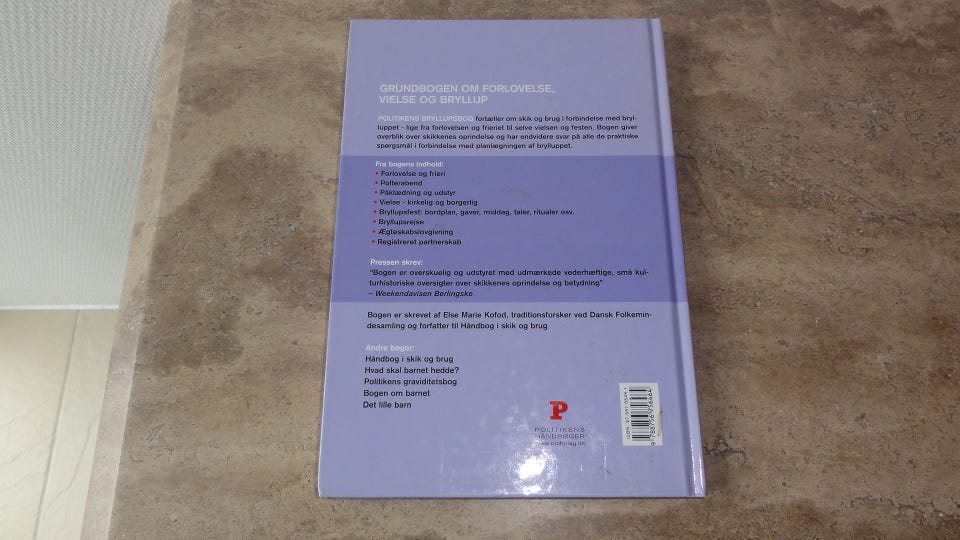 GRUNDBOGEN OM FORLOVELSE,
VIELSE OG BRYLLUP
POLITIKENS BRYLLUPSBOG fortæller om skik og brug i forbindelse med bryl-
luppet - lige fra forlovelsen og frieriet til selve vielsen og festen. Bogen giver
overblik over skikkenes oprindelse og har endvidere svar på alle de praktiske
spørgsmål i forbindelse med planlægningen af brylluppet.
Fra bogens indhold:
• Forlovelse og frieri
• Polterabend
• Påklædning og udstyr
• Vielse - kirkelig og borgerlig
• Bryllupsfest: bordplan, gaver, middag, taler, ritualer osv.
• Bryllupsrejse
• Ægteskabslovgivning
• Registreret partnerskab
Pressen skrev:
"Bogen er overskuelig og udstyret med udmærkede vederhæftige, små kul-
turhistoriske oversigter over skikkenes oprindelse og betydning"
– Weekendavisen Berlingske
Bogen er skrevet af Else Marie Kofod, traditionsforsker ved Dansk Folkemin-
desamling og forfatter til Håndbog i skik og brug
Andre bøger:
Håndbog i skik og brug
Hvad skal barnet hedde?
Politikens graviditetsbog
Bogen om barnet
Det lille barn
P
POLITIKENS
HÅNDBØGER
ISBN
9 788756 756464